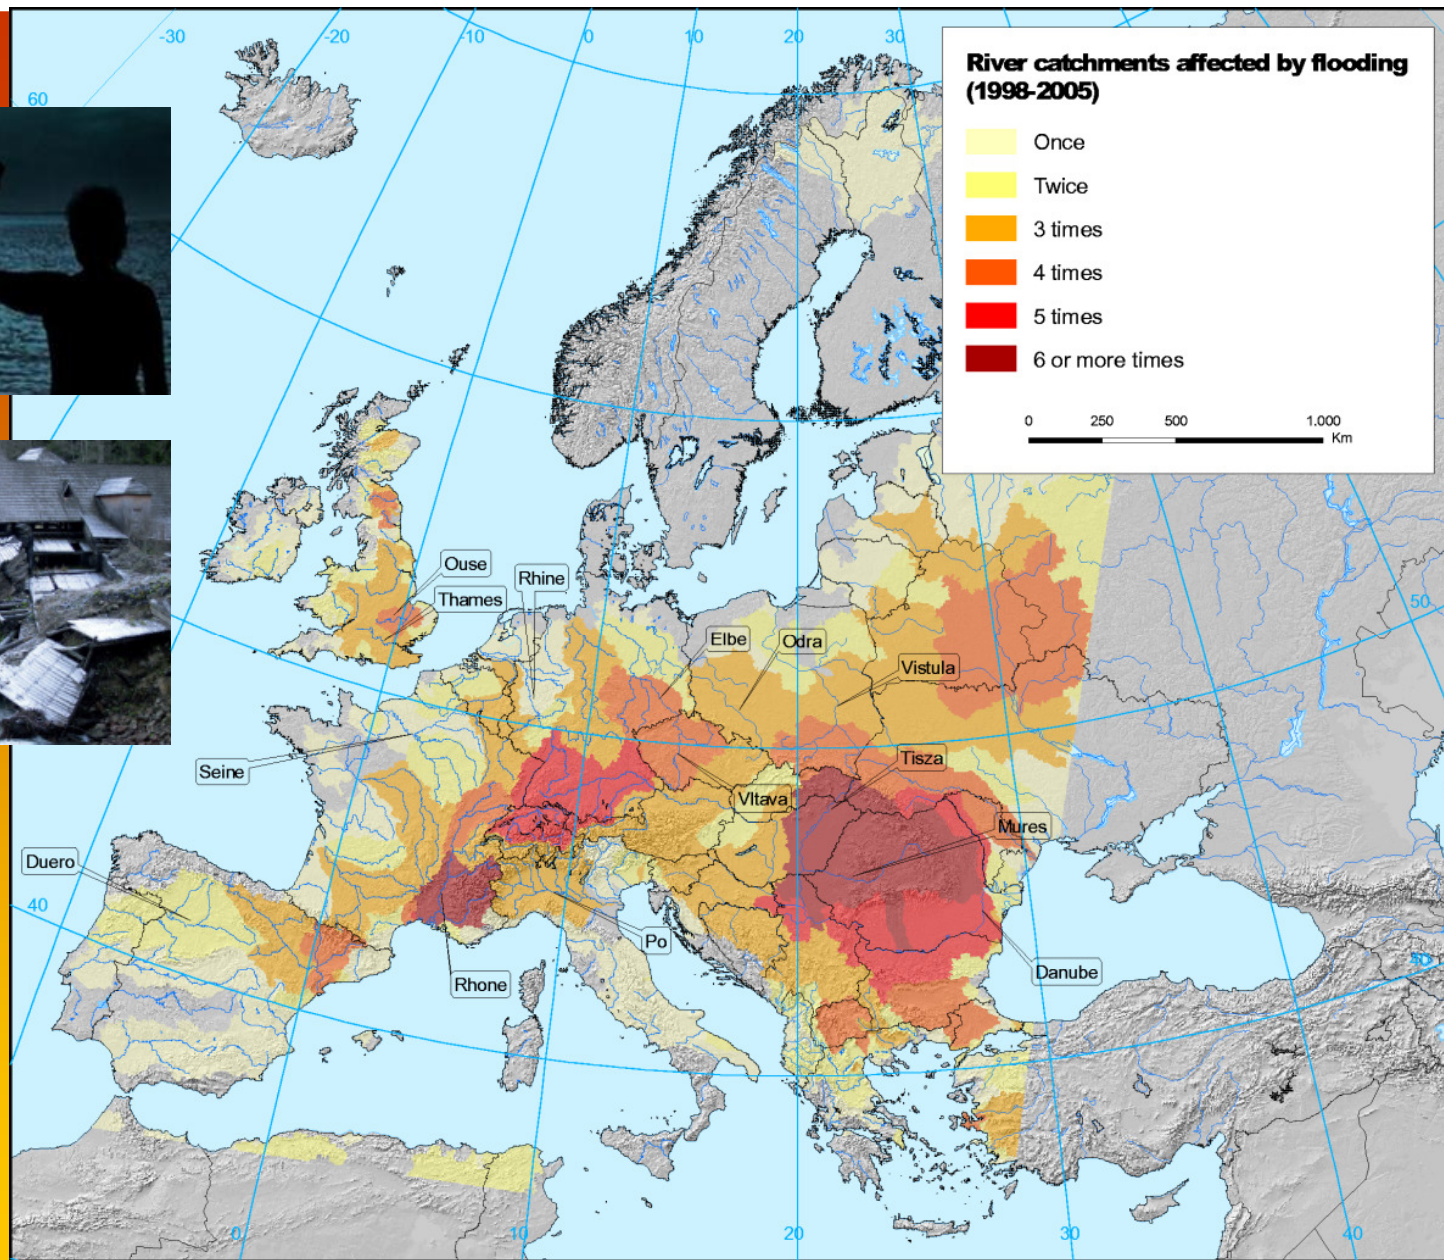 -30
-20
-10
0
10
20
30
60
River catchments affected by flooding
(1998-2005)
Once
Twice
3 times
4 times
5 times
6 or more times
0 250 500 1.000
Km
Ouse
Thames
Rhine
Elbe
Odra
Vistula
50
Seine
Vltava
Tisza
Mures
Duero
40
Po
Rhone
Danube
50
0
10
20
30
40